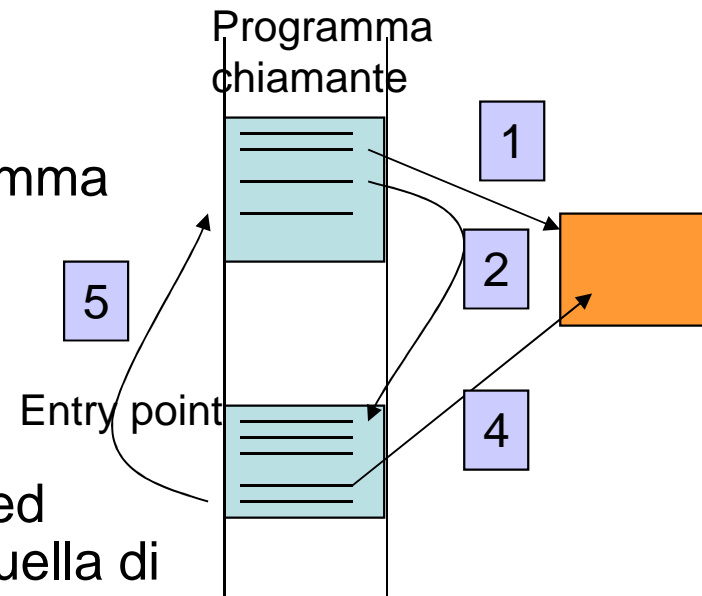 Programma
chiamante
1
mma
2
5
Entry point
4
ed
uella di